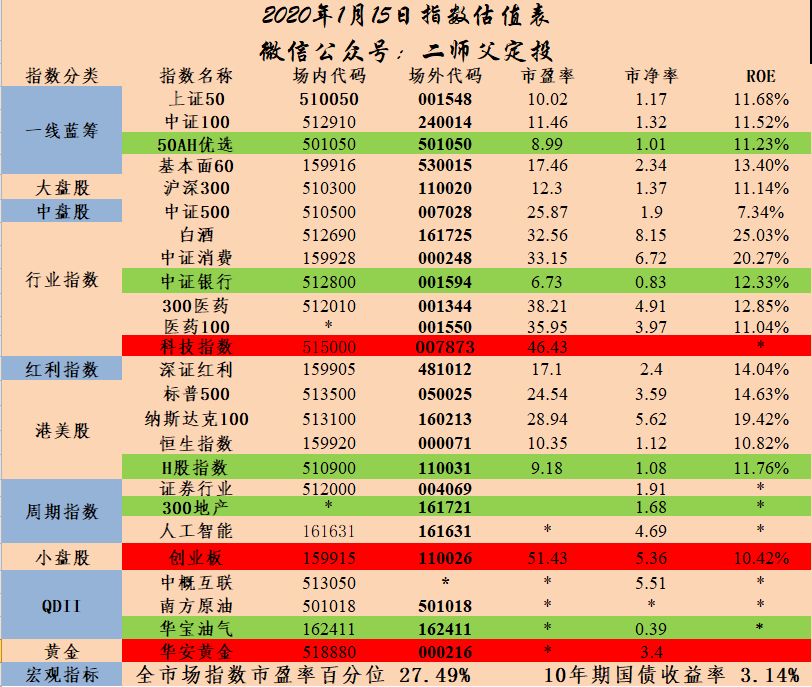 2020年1月15日指数估值表
微信公众号：二师父定投
指数分类 指数名称 场内代码 场外代码 市盈率 市净率 ROE
一线蓝筹 上证50 510050 001548 10.02 1.17 11.68%
中证100 512910 240014 11.46 1.32 11.52%
50AH优选 501050 501050 8.99 1.01 11.23%
基本面60 159916 530015 17.46 2.34 13.40%
大盘股 沪深300 510300 110020 12.3 1.37 11.14%
中盘股 中证500 510500 007028 25.87 1.9 7.34%
行业指数 白酒 512690 161725 32.56 8.15 25.03%
中证消费 159928 000248 33.15 6.72 20.27%
中证银行 512800 001594 6.73 0.83 12.33%
300医药 512010 001344 38.21 4.91 12.85%
医药100 * 001550 35.95 3.97 11.04%
科技指数 515000 007873 46.43 *
红利指数 深证红利 159905 481012 17.1 2.4 14.04%
港美股 标普500 513500 050025 24.54 3.59 14.63%
纳斯达克100 513100 160213 28.94 5.62 19.42%
恒生指数 159920 000071 10.35 1.12 10.82%
H股指数 510900 110031 9.18 1.08 11.76%
周期指数 证券行业 512000 004069 1.91 *
300地产 * 161721 1.68 *
人工智能 161631 161631 * 4.69 *
小盘股 创业板 159915 110026 51.43 5.36 10.42%
QDII 中概互联 513050 * * 5.51 *
南方原油 501018 501018 * * *
华宝油气 162411 162411 * 0.39 *
黄金 华安黄金 518880 000216 * 3.4
宏观指标 全市场指数市盈率百分位 27.49% 10年期国债收益率 3.14%